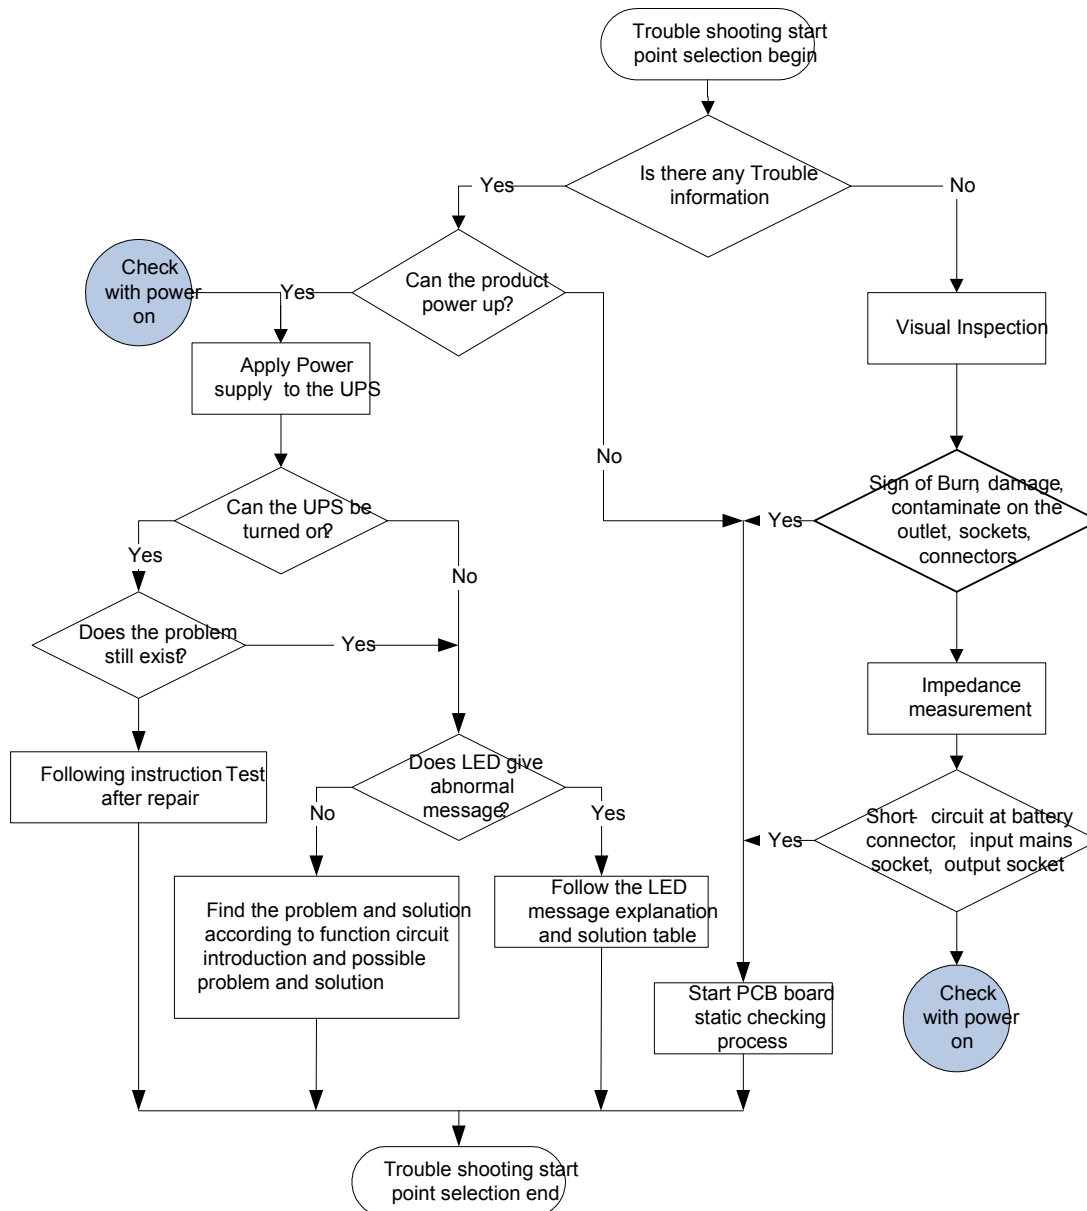 Trouble shooting start
point selection begin
Is there any Trouble
information
Yes
No
Check
with power
on
Yes
Can the product
power up?
Visual Inspection
Apply Power
supply to the UPS
No
Sign of Burn, damage,
contaminate on the
outlet, sockets,
connectors
Yes
Can the UPS be
turned on?
Yes
No
Does the problem
still exist?
Yes
Impedance
measurement
Following instruction Test
after repair
Does LED give
abnormal
message?
No
Yes
Short- circuit at battery
connector, input mains
socket, output socket
Yes
Find the problem and solution
according to function circuit
introduction and possible
problem and solution
Follow the LED
message explanation
and solution table
Start PCB board
static checking
process
Check
with power
on
Trouble shooting start
point selection end